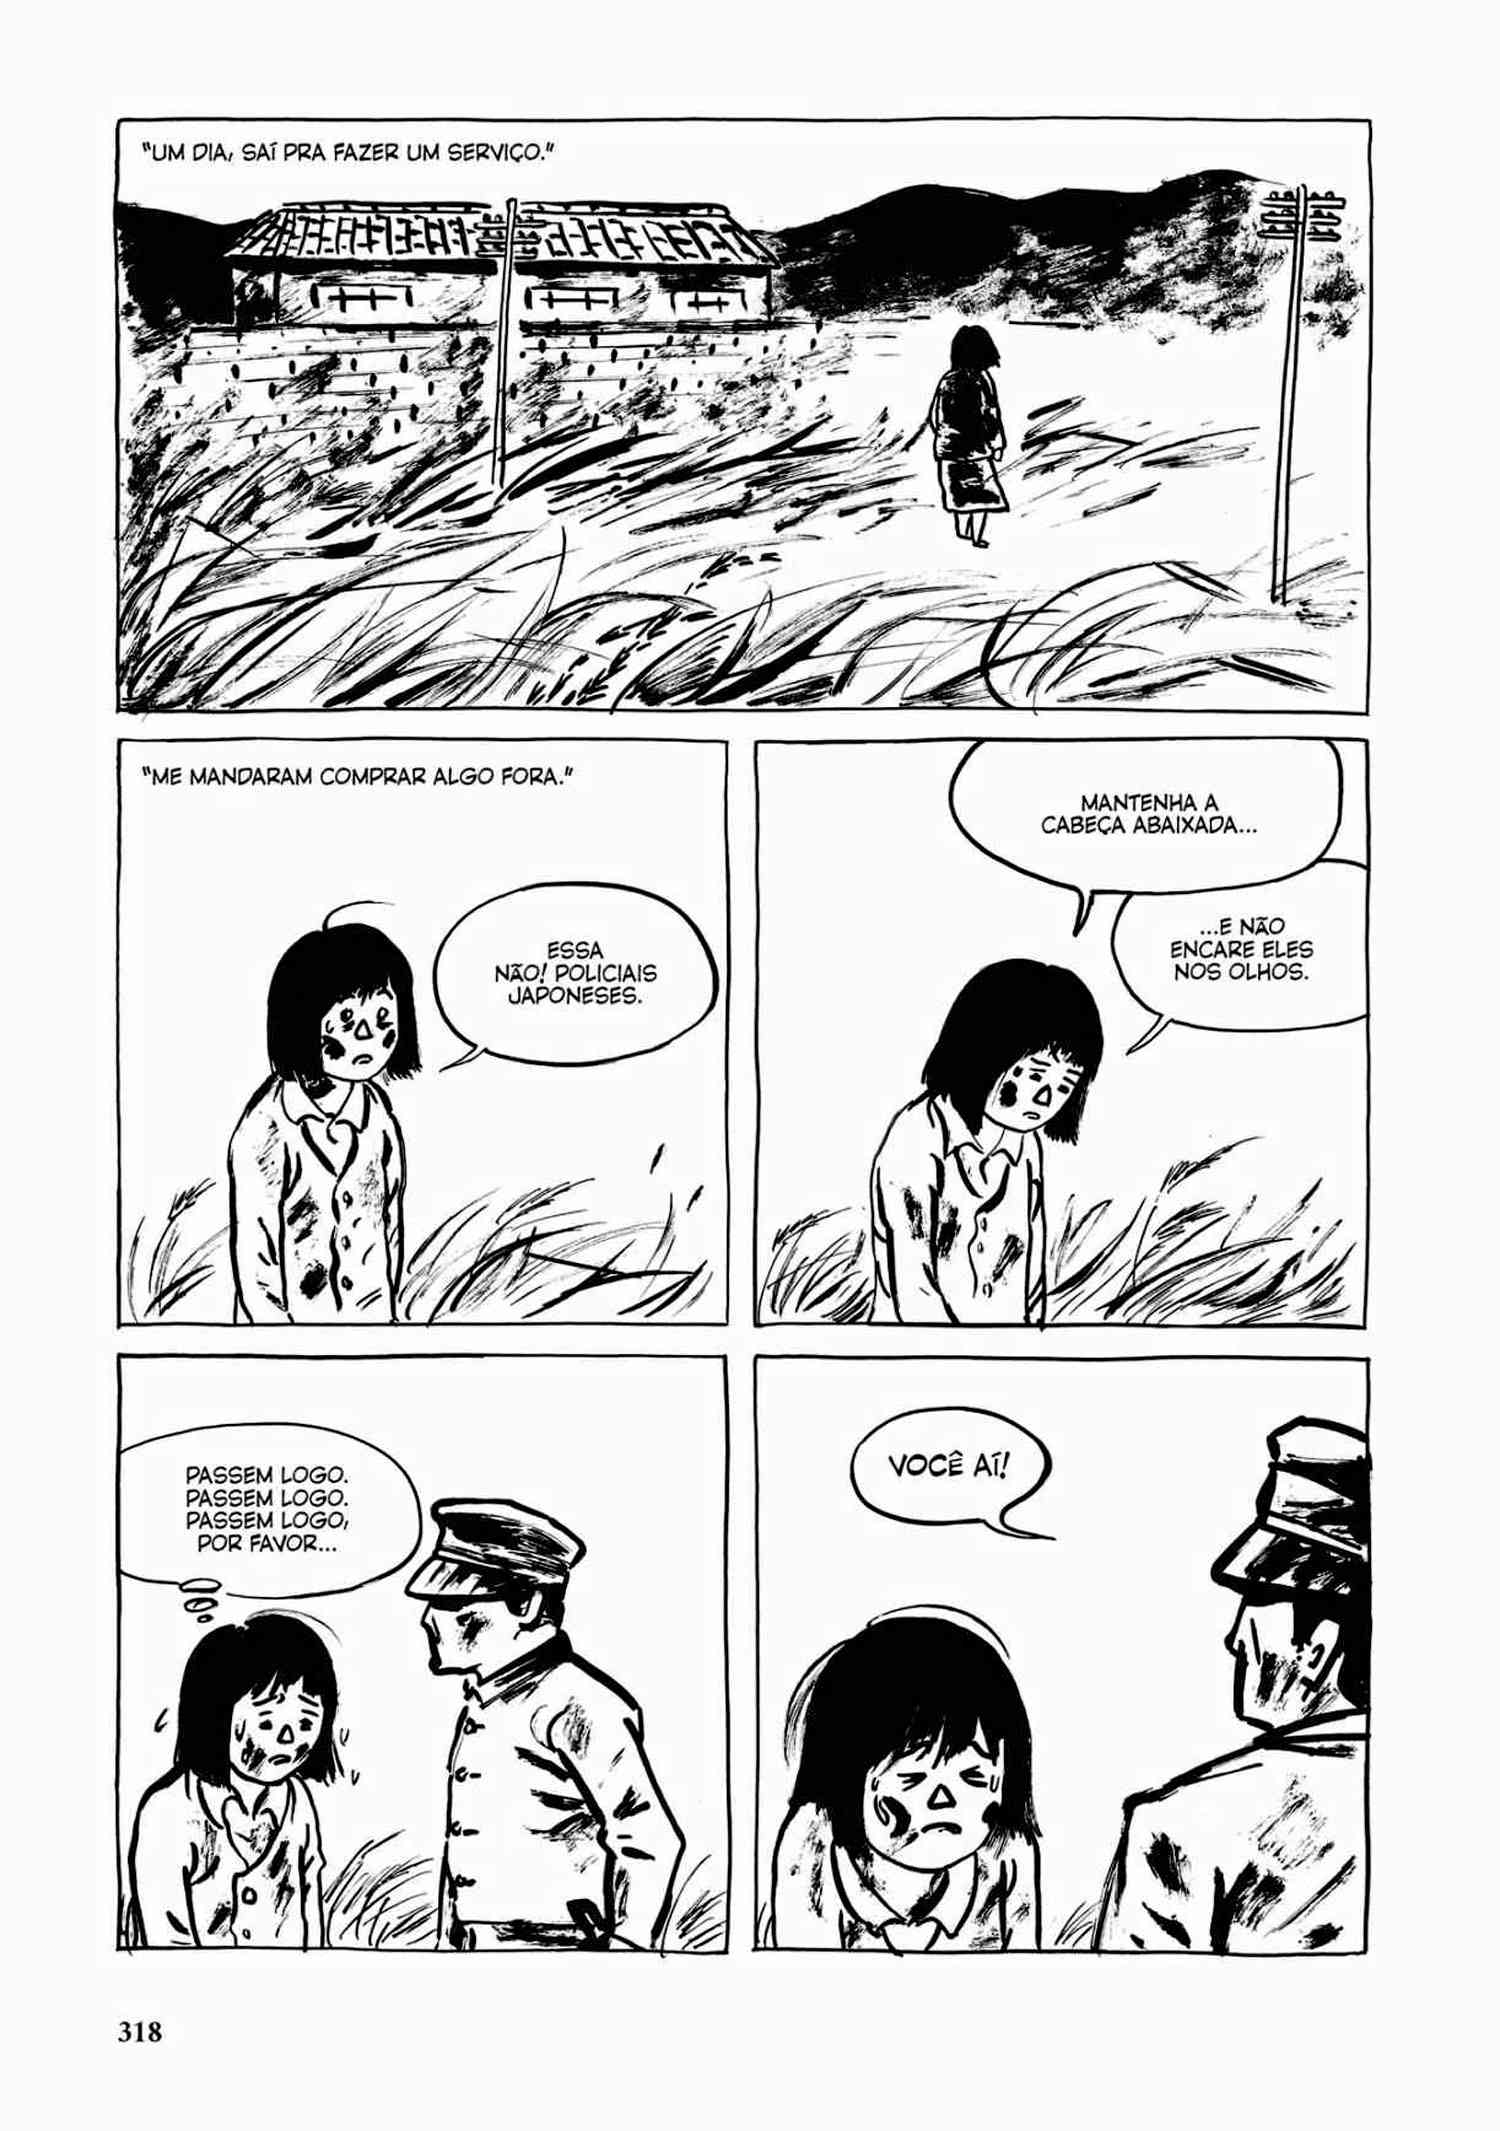 "UM DIA, SAÍ PRA FAZER UM SERVIÇO."
"ME MANDARAM COMPRAR ALGO FORA."
ESSA
NÃO! POLICIAIS
JAPONESES.
MANTENHA A
CABEÇA ABAIXADA...
...E NÃO
ENCARE ELES
NOS OLHOS.
PASSEM LOGO.
PASSEM LOGO.
PASSEM LOGO,
POR FAVOR...
VOCÊ AÍ!
318